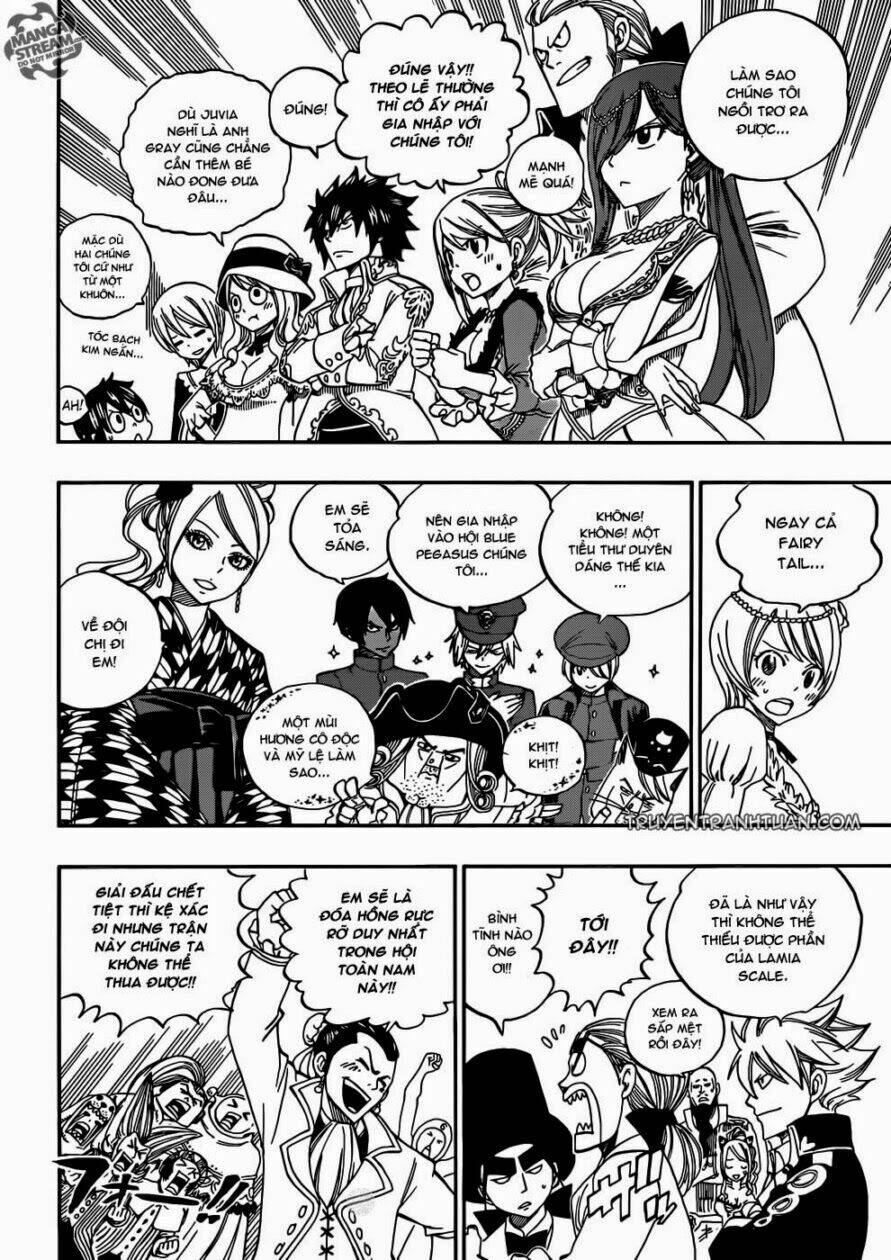 MANGA
STREAM
DO NOT MIRROR
LÀM SAO
CHÚNG TÔI
NGỒI TRƠ RA
ĐƯỢC...
ĐÚNG VẬY!!
THEO LẼ THƯỜNG
THÌ CÔ ẤY PHẢI
GIA NHẬP VỚI
CHÚNG TÔI!
MẠNH
MẼ QUÁ!
ĐÚNG!
DÙ JUVIA
NGHĨ LÀ ANH
GRAY CŨNG CHẲNG
CẦN THÊM BÉ
NÀO ĐONG ĐƯA
ĐÂU...
MẶC DÙ
HAI CHÚNG
TÔI CỨ NHƯ
TỪ MỘT
KHUÔN...
TÓC BẠCH
KIM NGẮN...
AH!
NGAY CẢ
FAIRY
TAIL...
KHÔNG!
KHÔNG! MỘT
TIỂU THƯ DUYÊN
DÁNG THẾ KIA
...
NÊN GIA NHẬP
VÀO HỘI BLUE
PEGASUS CHÚNG
TÔI...
EM SẼ
TỎA
SÁNG.
VỀ ĐỘI
CHỊ ĐI
EM!
MỘT MÙI
HƯƠNG CÔ ĐỘC
VÀ MỸ LỆ LÀM
SAO...
KHỊT!
KHỊT!
TRUYENTRANHTUAN.COM
ĐÃ LÀ NHƯ VẬY
THÌ KHÔNG THỂ
THIẾU ĐƯỢC PHẦN
CỦA LAMIA
SCALE.
TỚI
ĐÂY!!
BÌNH
TĨNH NÀO
ÔNG
ƠI!!
XEM RA
SẮP MỆT
RỒI ĐÂY!
EM SẼ LÀ
ĐÓA HỒNG RỰC
RỠ DUY NHẤT
TRONG HỘI
TOÀN NAM
NÀY!!
GIẢI ĐẤU CHẾT
TIỆT THÌ KỆ XÁC
ĐI NHƯNG TRẬN
NÀY CHÚNG TA
KHÔNG THỂ
THUA ĐƯỢC!!